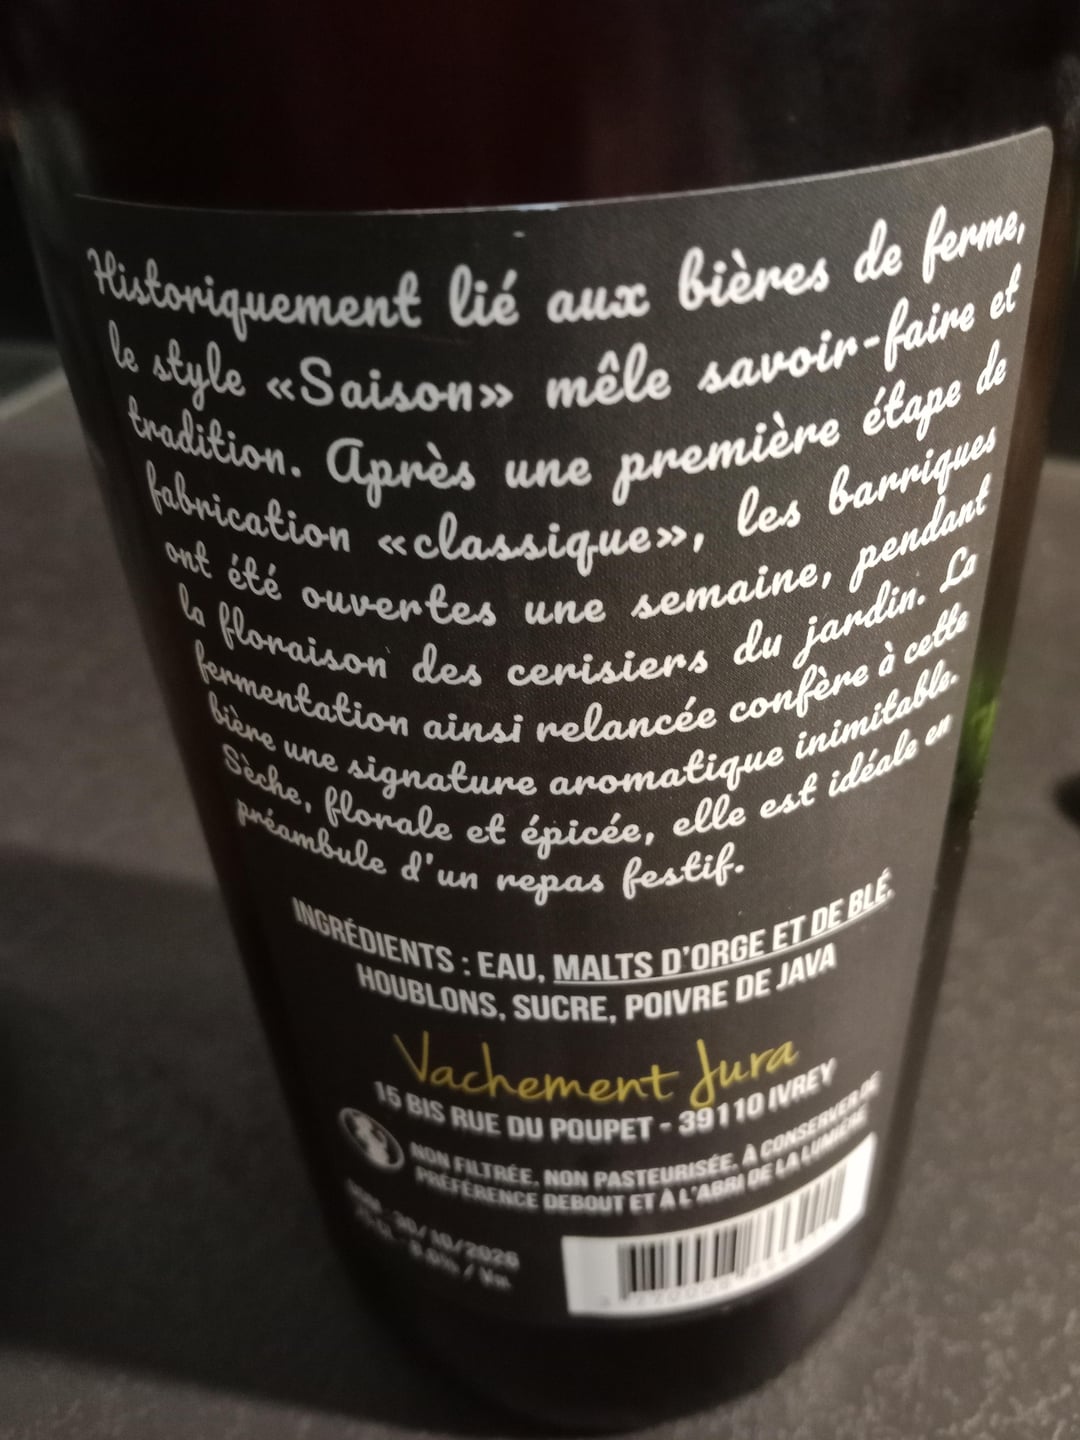 Historiquement lié aux bières de ferme,
le style «Saison» mêle savoir-faire et
tradition. Après une première étape de
fabrication «classique», les barriques
ont été ouvertes une semaine, pendant
la floraison des cerisiers du jardin. La
fermentation ainsi relancée confère à cette
bière une signature aromatique inimitable.
Sèche, florale et épicée, elle est idéale en
préambule d'un repas festif.
INGRÉDIENTS : EAU, MALTS D'ORGE ET DE BLÉ,
HOUBLONS, SUCRE, POIVRE DE JAVA
Vachement Jura
15 BIS RUE DU POUPET - 39110 IVREY
NON FILTRÉE, NON PASTEURISÉE, À CONSERVER DE
PRÉFÉRENCE DEBOUT ET À L'ABRI DE LA LUMIÈRE
30/10/2026